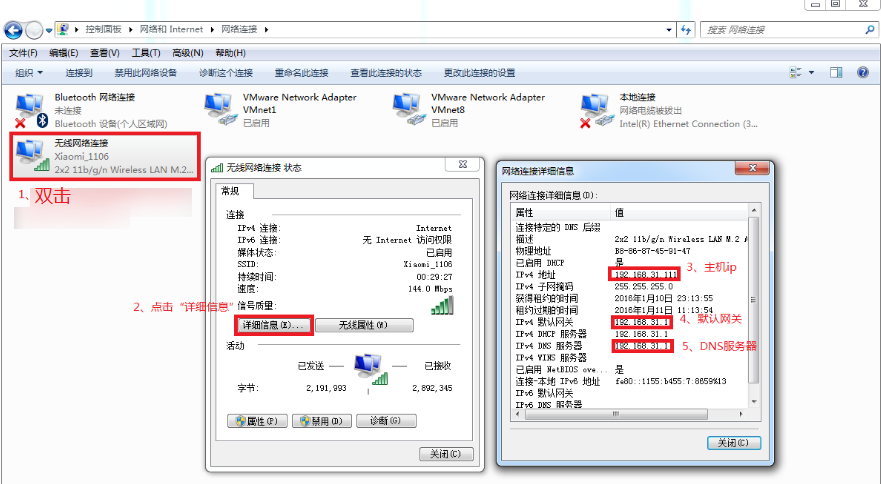 控制面板 ▸ 网络和 Internet ▸ 网络连接 ▸
搜索 网络连接
文件(F) 编辑(E) 查看(V) 工具(T) 高级(N) 帮助(H)
组织 连接到 禁用此网络设备 诊断这个连接 重命名此连接 查看此连接的状态 更改此连接的设置
Bluetooth 网络连接
未连接
Bluetooth 设备(个人区域网)
VMware Network Adapter
VMnet1
已启用
VMware Network Adapter
VMnet8
已启用
本地连接
网络电缆被拔出
Intel(R) Ethernet Connection (3...
无线网络连接
Xiaomi_1106
2x2 11b/g/n Wireless LAN M.2...
1、双击
无线网络连接 状态
常规
连接
IPv4 连接: Internet
IPv6 连接: 无 Internet 访问权限
媒体状态: 已启用
SSID: Xiaomi_1106
持续时间: 00:29:27
速度: 144.0 Mbps
信号质量:
2、点击“详细信息”
详细信息(E)... 无线属性(W)
活动
已发送 — — 已接收
字节: 2,191,993 2,892,345
属性(P) 禁用(D) 诊断(G)
关闭(C)
网络连接详细信息
网络连接详细信息(D):
属性 值
连接特定的 DNS 后缀
描述 2x2 11b/g/n Wireless LAN M.2 A
物理地址 B8-86-87-45-91-47
已启用 DHCP 是
IPv4 地址 192.168.31.111
3、主机ip
IPv4 子网掩码 255.255.255.0
获得租约的时间 2016年1月10日 23:13:55
租约过期的时间 2016年1月11日 11:13:54
IPv4 默认网关 192.168.31.1
4、默认网关
IPv4 DHCP 服务器 192.168.31.1
IPv4 DNS 服务器 192.168.31.1
5、DNS服务器
IPv4 WINS 服务器
已启用 NetBIOS ove... 是
连接-本地 IPv6 地址 fe80::1155:b455:7:8659%13
IPv6 默认网关
IPv6 DNS 服务器
关闭(C)